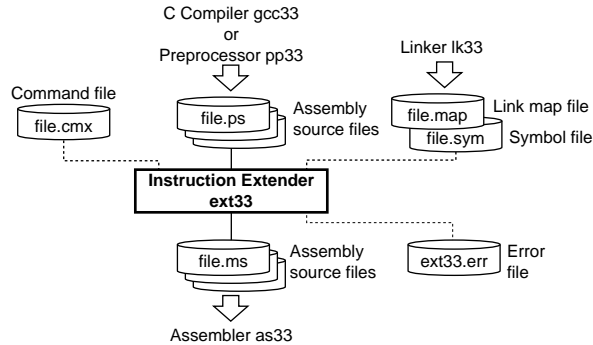 C Compiler gcc33
or
Preprocessor pp33
Linker lk33
Command file
file.cmx
file.ps
Assembly
source files
file.map
Link map file
file.sym
Symbol file
Instruction Extender
ext33
file.ms
Assembly
source files
ext33.err
Error
file
Assembler as33